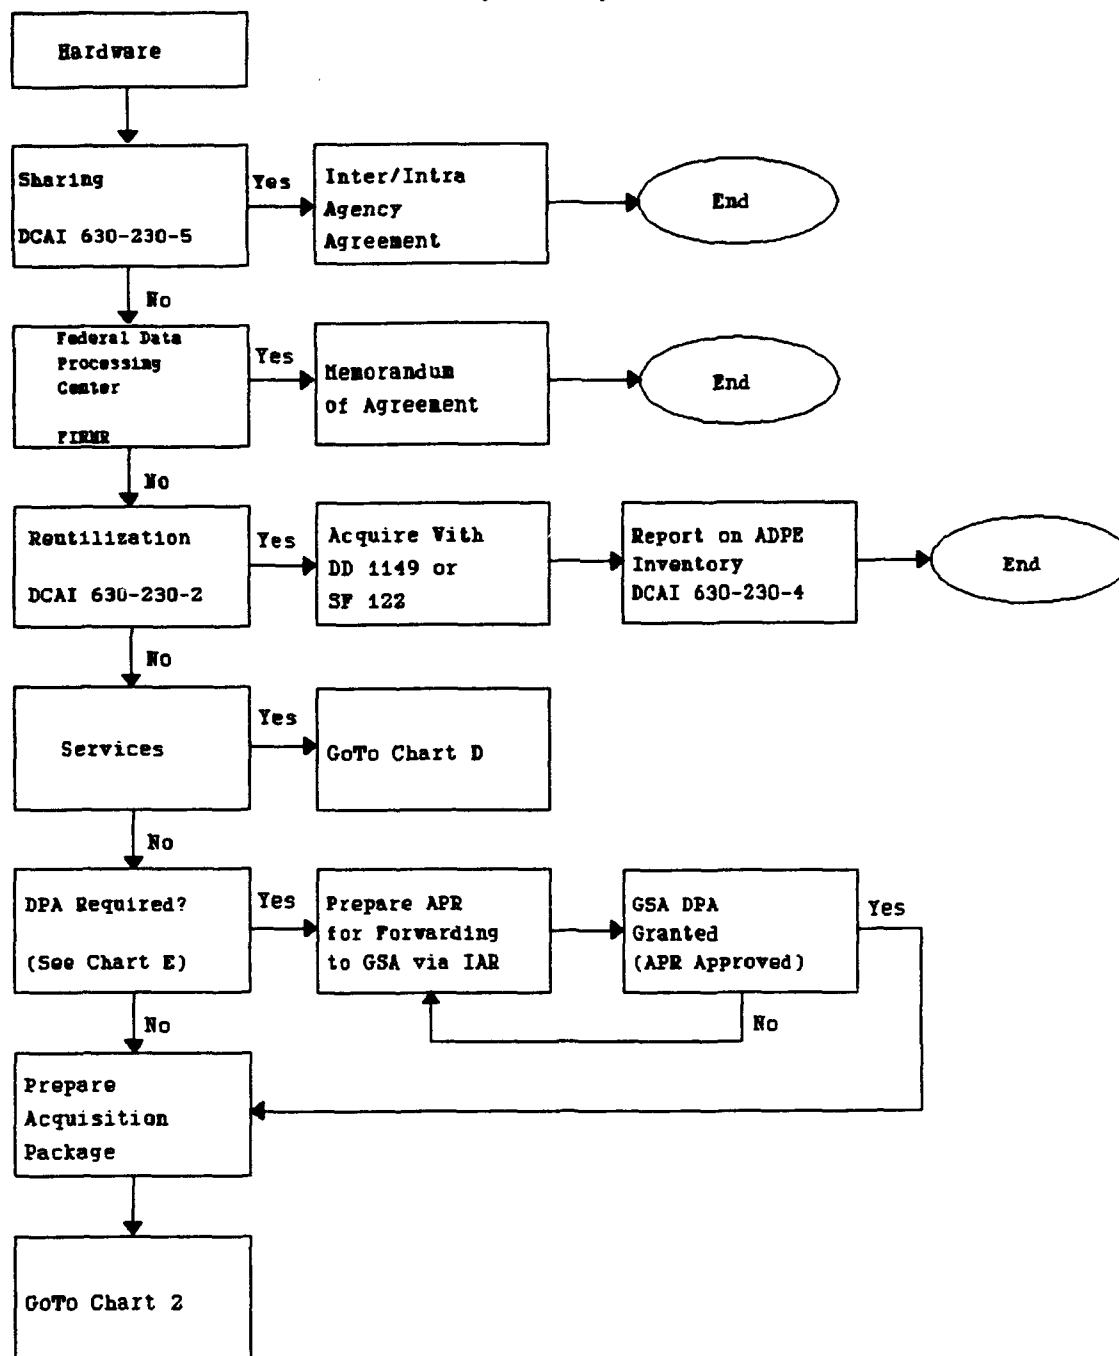 Hardware
Sharing
DCAI 630-230-5
Yes
Inter/Intra
Agency
Agreement
End
No
Federal Data
Processing
Center
FIRMR
Yes
Memorandum
of Agreement
End
No
Reutilization
DCAI 630-230-2
Yes
Acquire With
DD 1149 or
SF 122
Report on ADPE
Inventory
DCAI 630-230-4
End
No
Services
Yes
GoTo Chart D
No
DPA Required?
(See Chart E)
Yes
Prepare APR
for Forwarding
to GSA via IAR
GSA DPA
Granted
(APR Approved)
Yes
No
No
Prepare
Acquisition
Package
GoTo Chart 2